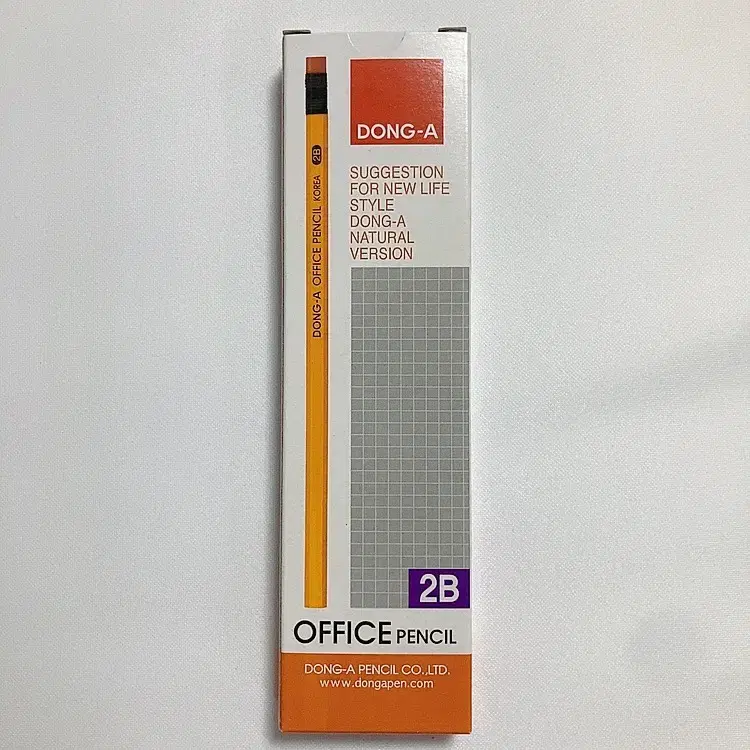 DONG-A
SUGGESTION
FOR NEW LIFE
STYLE
DONG-A
NATURAL
VERSION
DONG-A OFFICE PENCIL KOREA 2B
2B
OFFICE PENCIL
DONG-A PENCIL CO.,LTD.
www.dongapen.com